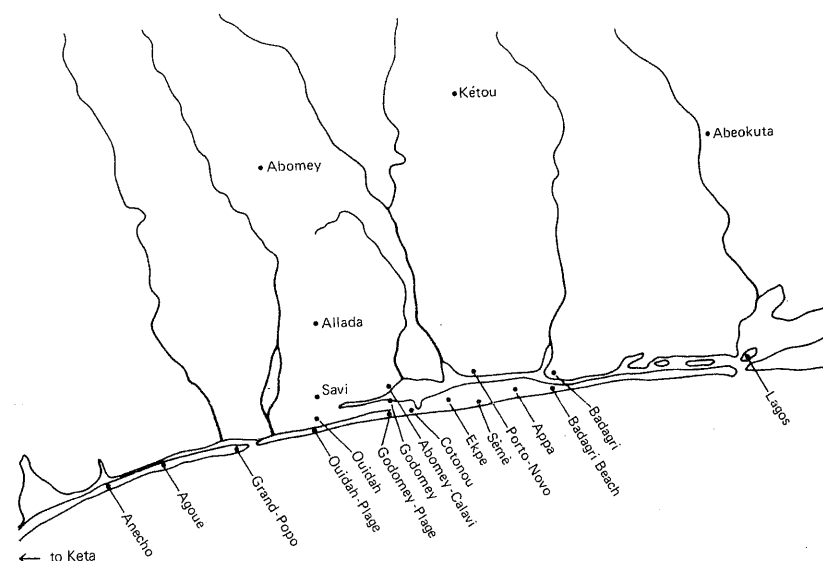 Kétou
Abeokuta
Abomey
Allada
Savi
Lagos
Badagri
Badagri Beach
Appa
Porto-Novo
Sémè
Ekpe
Cotonou
Abomey-Calavi
Godomey
Godomey-Plage
Ouidah
Ouidah-Plage
Grand-Popo
Agoue
Anecho
← to Keta